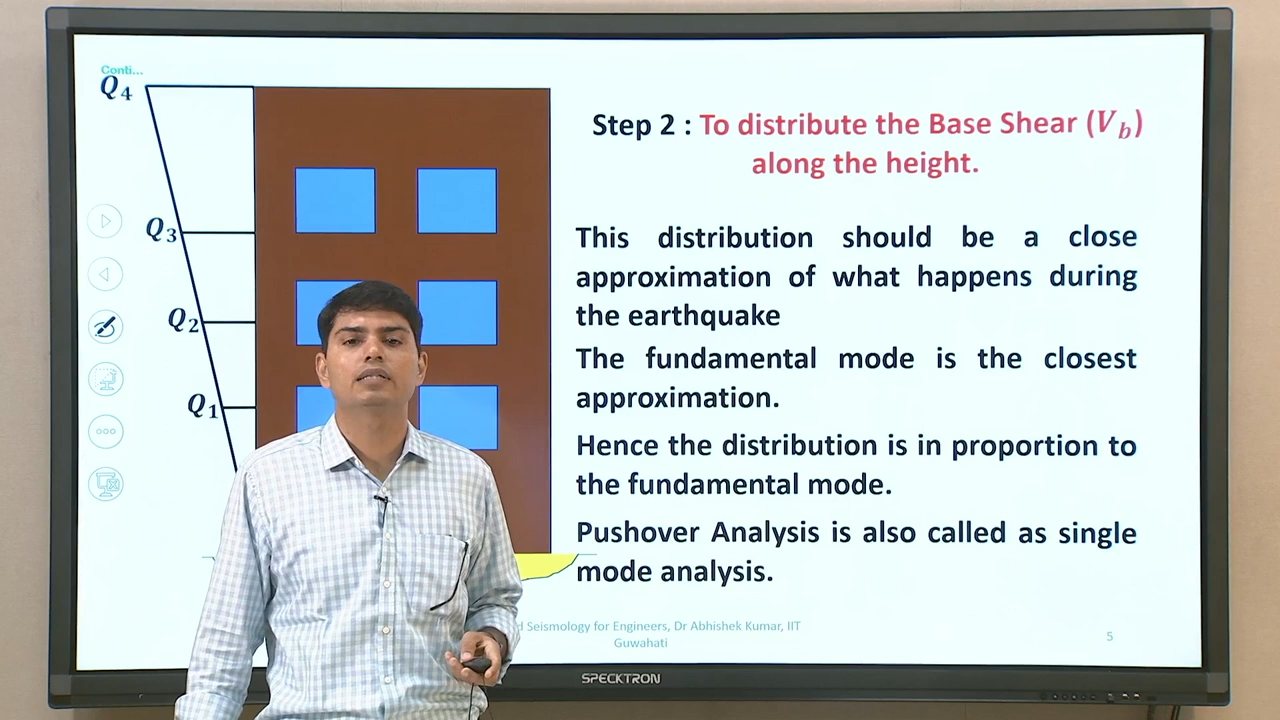 Conti...
Q4
Q3
Q2
Q1
Step 2 : To distribute the Base Shear (Vb)
along the height.
This distribution should be a close
approximation of what happens during
the earthquake
The fundamental mode is the closest
approximation.
Hence the distribution is in proportion to
the fundamental mode.
Pushover Analysis is also called as single
mode analysis.
Seismology for Engineers, Dr Abhishek Kumar, IIT
Guwahati
5
SPECKTRON